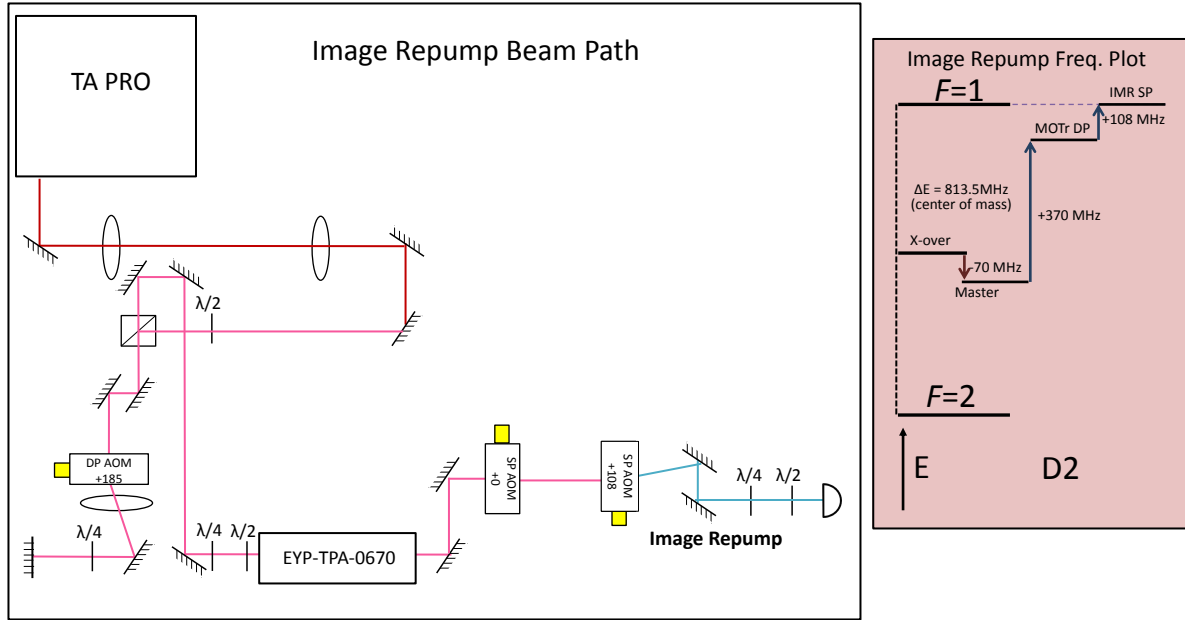 Image Repump Beam Path
TA PRO
λ/2
DP AOM
+185
λ/4
λ/4
λ/2
EYP-TPA-0670
SP AOM
+0
SP AOM
+108
λ/4
λ/2
Image Repump
Image Repump Freq. Plot
F=1
IMR SP
+108 MHz
MOTr DP
ΔE = 813.5MHz
(center of mass)
+370 MHz
X-over
-70 MHz
Master
F=2
E
D2